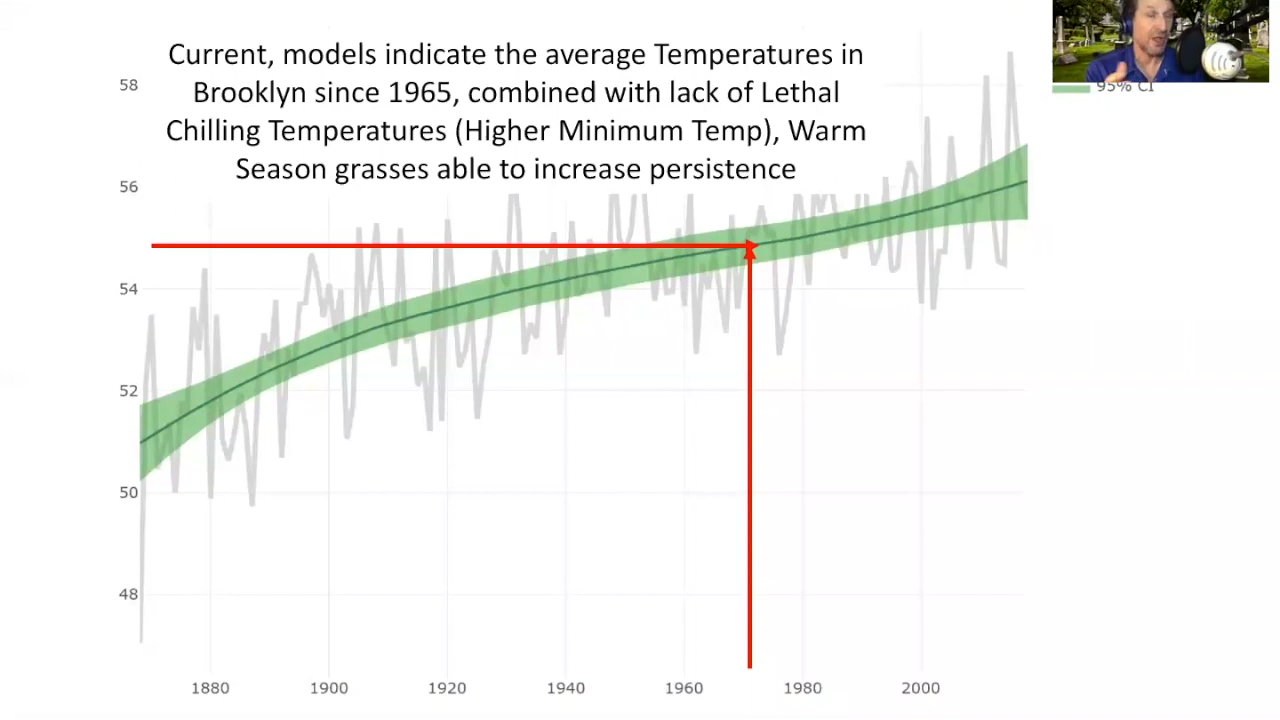 Current, models indicate the average Temperatures in
Brooklyn since 1965, combined with lack of Lethal
Chilling Temperatures (Higher Minimum Temp), Warm
Season grasses able to increase persistence
95% CI
58
56
54
52
50
48
1880 1900 1920 1940 1960 1980 2000